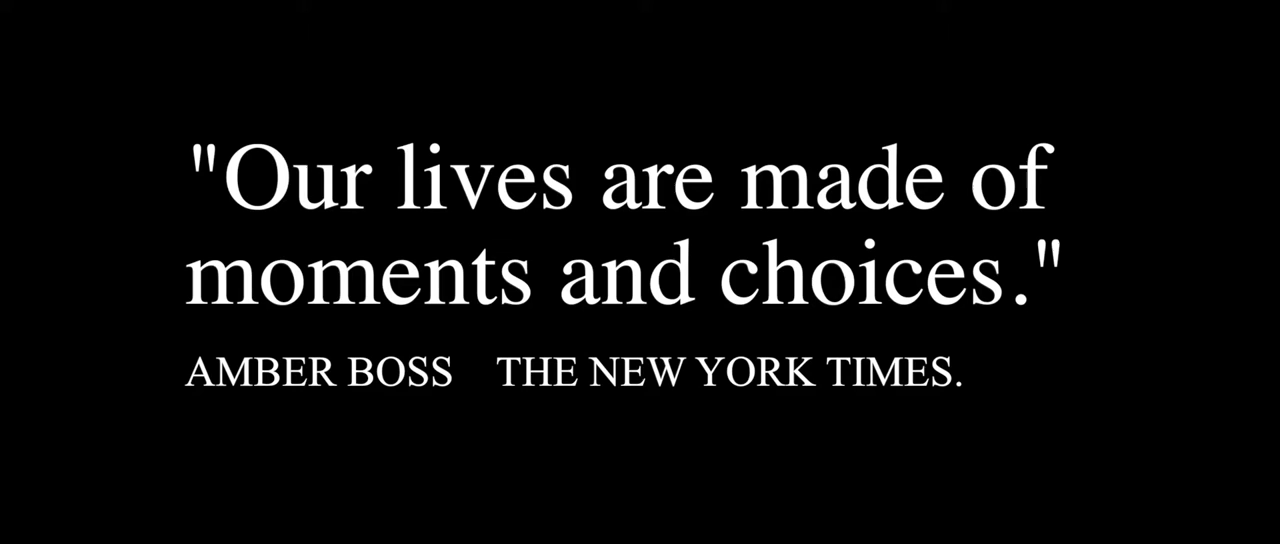 "Our lives are made of
moments and choices."
AMBER BOSS THE NEW YORK TIMES.